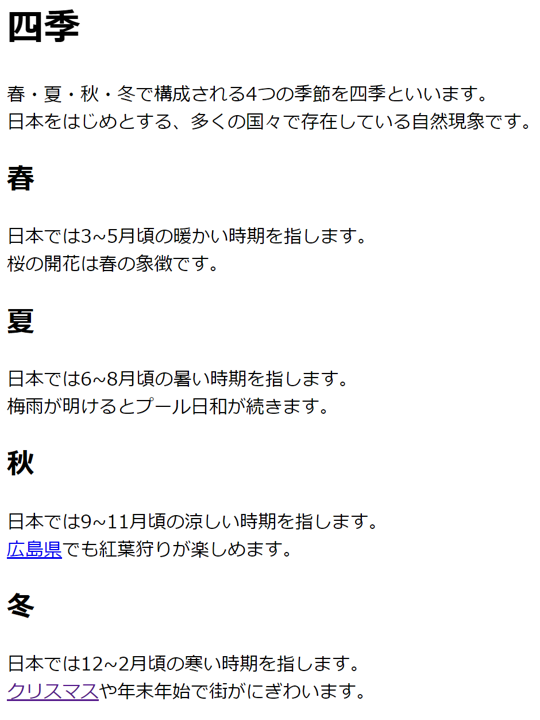 四季
春・夏・秋・冬で構成される4つの季節を四季といいます。
日本をはじめとする、多くの国々で存在している自然現象です。
春
日本では3~5月頃の暖かい時期を指します。
桜の開花は春の象徴です。
夏
日本では6~8月頃の暑い時期を指します。
梅雨が明けるとプール日和が続きます。
秋
日本では9~11月頃の涼しい時期を指します。
広島県でも紅葉狩りが楽しめます。
冬
日本では12~2月頃の寒い時期を指します。
クリスマスや年末年始で街がにぎわいます。